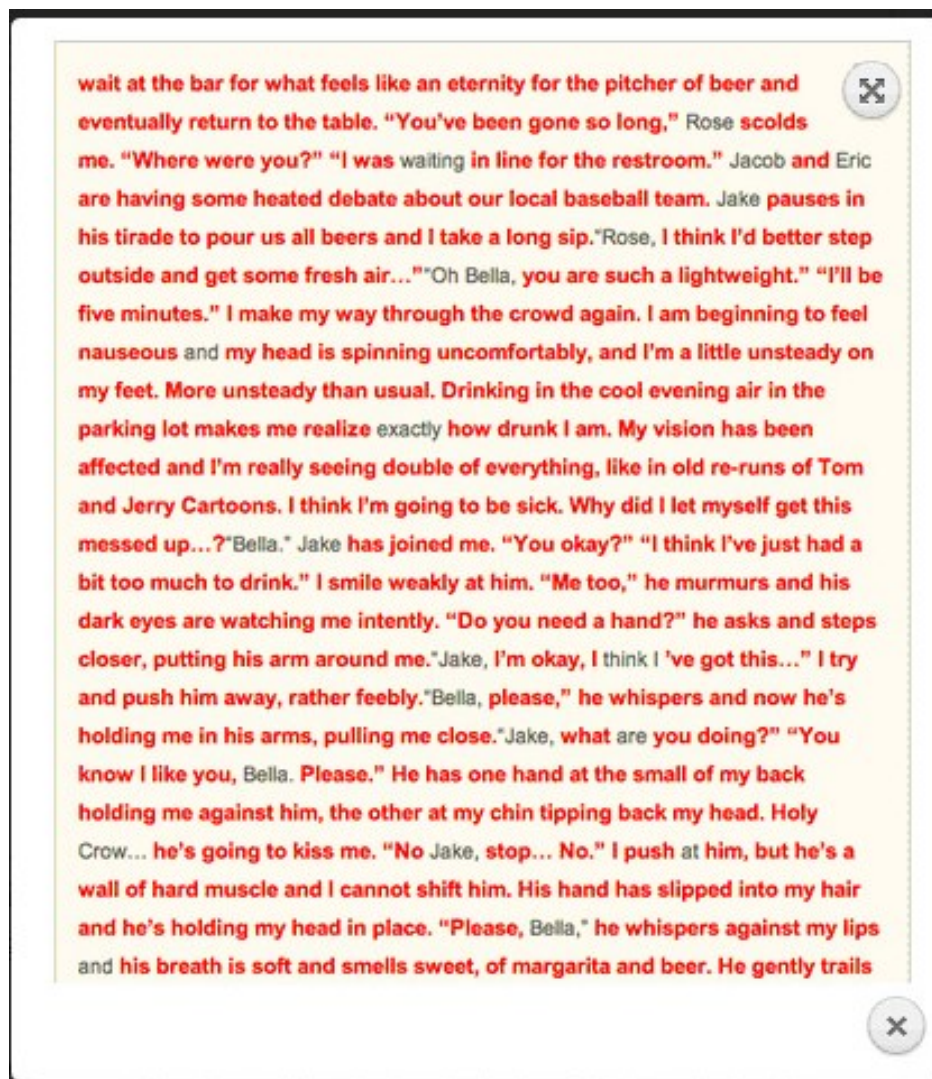 wait at the bar for what feels like an eternity for the pitcher of beer and
eventually return to the table. “You’ve been gone so long,” Rose scolds
me. “Where were you?” “I was waiting in line for the restroom.” Jacob and Eric
are having some heated debate about our local baseball team. Jake pauses in
his tirade to pour us all beers and I take a long sip."Rose, I think I’d better step
outside and get some fresh air…”"Oh Bella, you are such a lightweight.” “I’ll be
five minutes.” I make my way through the crowd again. I am beginning to feel
nauseous and my head is spinning uncomfortably, and I’m a little unsteady on
my feet. More unsteady than usual. Drinking in the cool evening air in the
parking lot makes me realize exactly how drunk I am. My vision has been
affected and I’m really seeing double of everything, like in old re-runs of Tom
and Jerry Cartoons. I think I’m going to be sick. Why did I let myself get this
messed up…?"Bella." Jake has joined me. “You okay?” “I think I’ve just had a
bit too much to drink.” I smile weakly at him. “Me too,” he murmurs and his
dark eyes are watching me intently. “Do you need a hand?” he asks and steps
closer, putting his arm around me."Jake, I’m okay, I think I ’ve got this…” I try
and push him away, rather feebly."Bella, please,” he whispers and now he’s
holding me in his arms, pulling me close."Jake, what are you doing?” “You
know I like you, Bella. Please.” He has one hand at the small of my back
holding me against him, the other at my chin tipping back my head. Holy
Crow... he’s going to kiss me. “No Jake, stop… No.” I push at him, but he’s a
wall of hard muscle and I cannot shift him. His hand has slipped into my hair
and he’s holding my head in place. “Please, Bella," he whispers against my lips
and his breath is soft and smells sweet, of margarita and beer. He gently trails